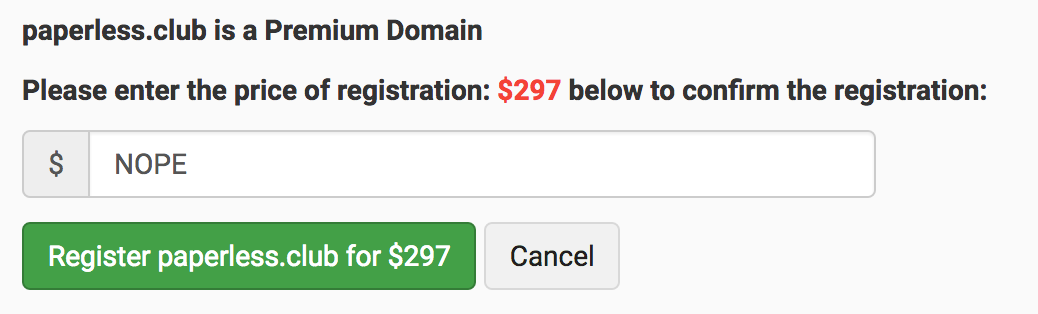 paperless.club is a Premium Domain
Please enter the price of registration: $297 below to confirm the registration:
$ NOPE
Register paperless.club for $297 Cancel